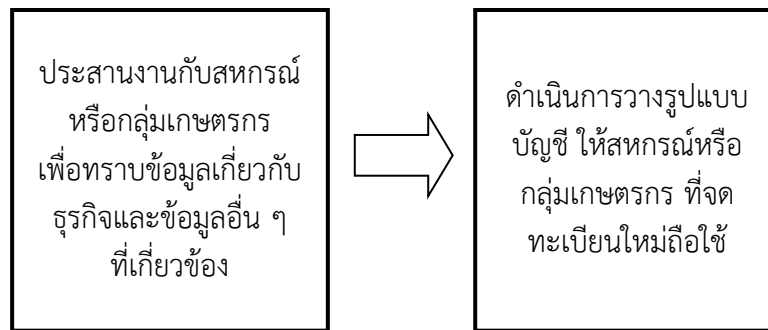 ประสานงานกับสหกรณ์
หรือกลุ่มเกษตรกร
เพื่อทราบข้อมูลเกี่ยวกับ
ธุรกิจและข้อมูลอื่น ๆ
ที่เกี่ยวข้อง
ดำเนินการวางรูปแบบ
บัญชี ให้สหกรณ์หรือ
กลุ่มเกษตรกร ที่จด
ทะเบียนใหม่ถือใช้